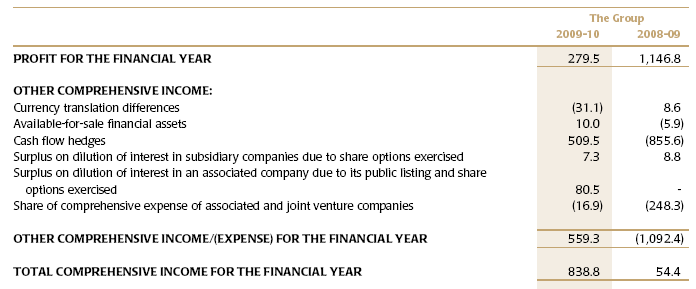 The Group
2009-10 2008-09
PROFIT FOR THE FINANCIAL YEAR 279.5 1,146.8
OTHER COMPREHENSIVE INCOME:
Currency translation differences (31.1) 8.6
Available-for-sale financial assets 10.0 (5.9)
Cash flow hedges 509.5 (855.6)
Surplus on dilution of interest in subsidiary companies due to share options exercised 7.3 8.8
Surplus on dilution of interest in an associated company due to its public listing and share
options exercised 80.5 -
Share of comprehensive expense of associated and joint venture companies (16.9) (248.3)
OTHER COMPREHENSIVE INCOME/(EXPENSE) FOR THE FINANCIAL YEAR 559.3 (1,092.4)
TOTAL COMPREHENSIVE INCOME FOR THE FINANCIAL YEAR 838.8 54.4